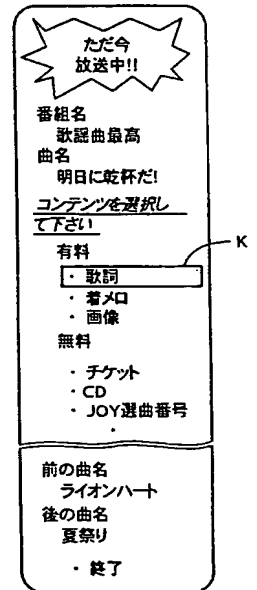 ただ今
放送中!!
番組名
歌謡曲最高
曲名
明日に乾杯だ!
コンテンツを選択し
て下さい
有料
・歌詞
K
・着メロ
・画像
無料
・チケット
・CD
・JOY選曲番号
・
前の曲名
ライオンハート
後の曲名
夏祭り
・終了